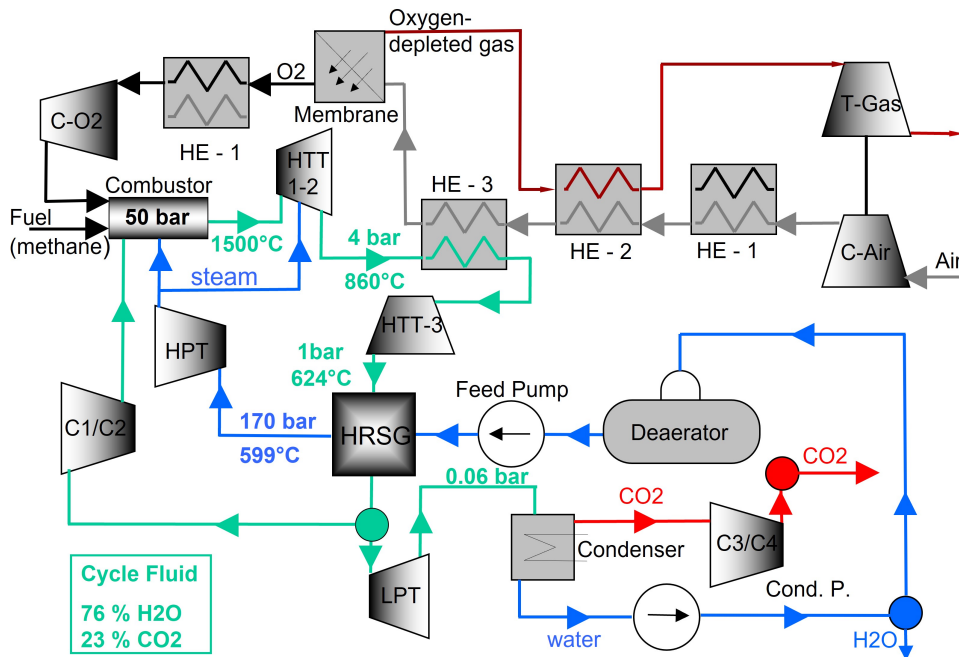 Oxygen-
depleted gas
O2
Membrane
T-Gas
C-O2
HE - 1
HTT
1-2
HE - 3
Combustor
50 bar
Fuel
(methane)
1500°C
4 bar
860°C
HE - 2
HE - 1
C-Air
Air
steam
HTT-3
HPT
1bar
624°C
Feed Pump
C1/C2
170 bar
599°C
HRSG
Deaerator
0.06 bar
CO2
CO2
Condenser
C3/C4
Cycle Fluid
76 % H2O
23 % CO2
LPT
Cond. P.
water
H2O